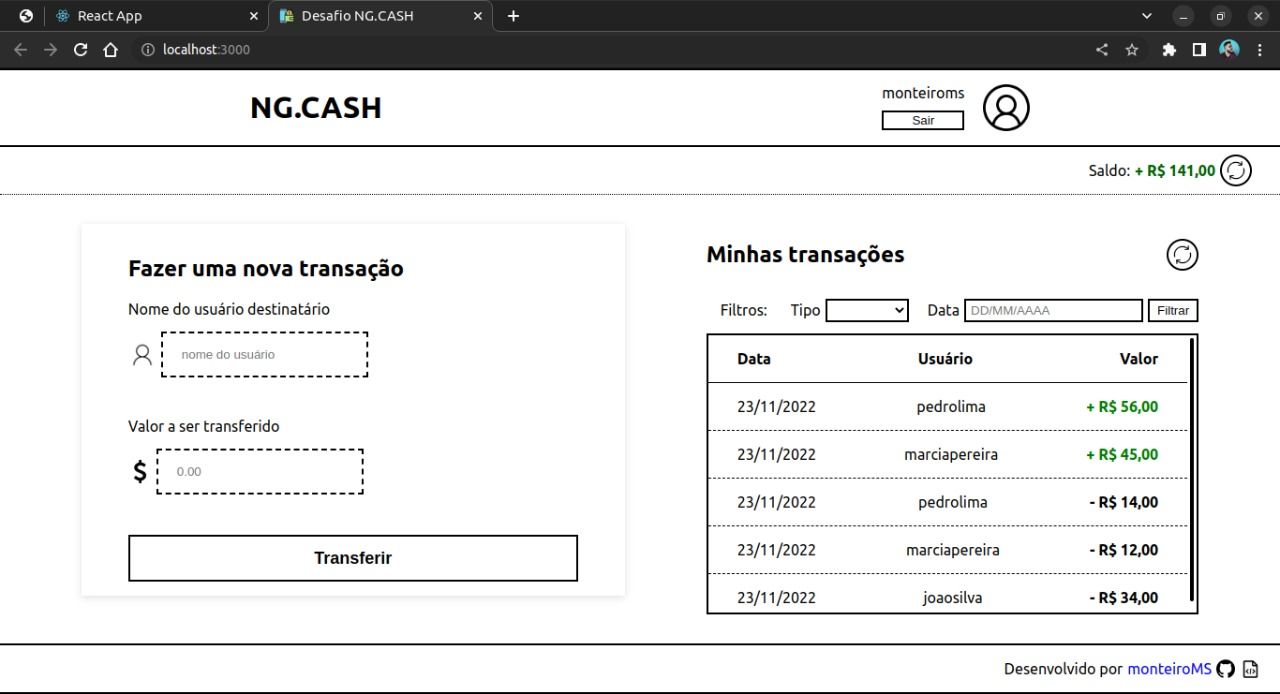 React App
Desafio NG.CASH
localhost:3000
NG.CASH
monteiroms
Sair
Saldo: + R$ 141,00
Fazer uma nova transação
Nome do usuário destinatário
nome do usuário
Valor a ser transferido
$ 0.00
Transferir
Minhas transações
Filtros: Tipo Data DD/MM/AAAA Filtrar
Data Usuário Valor
23/11/2022 pedrolima + R$ 56,00
23/11/2022 marciapereira + R$ 45,00
23/11/2022 pedrolima - R$ 14,00
23/11/2022 marciapereira - R$ 12,00
23/11/2022 joaosilva - R$ 34,00
Desenvolvido por monteiroMS